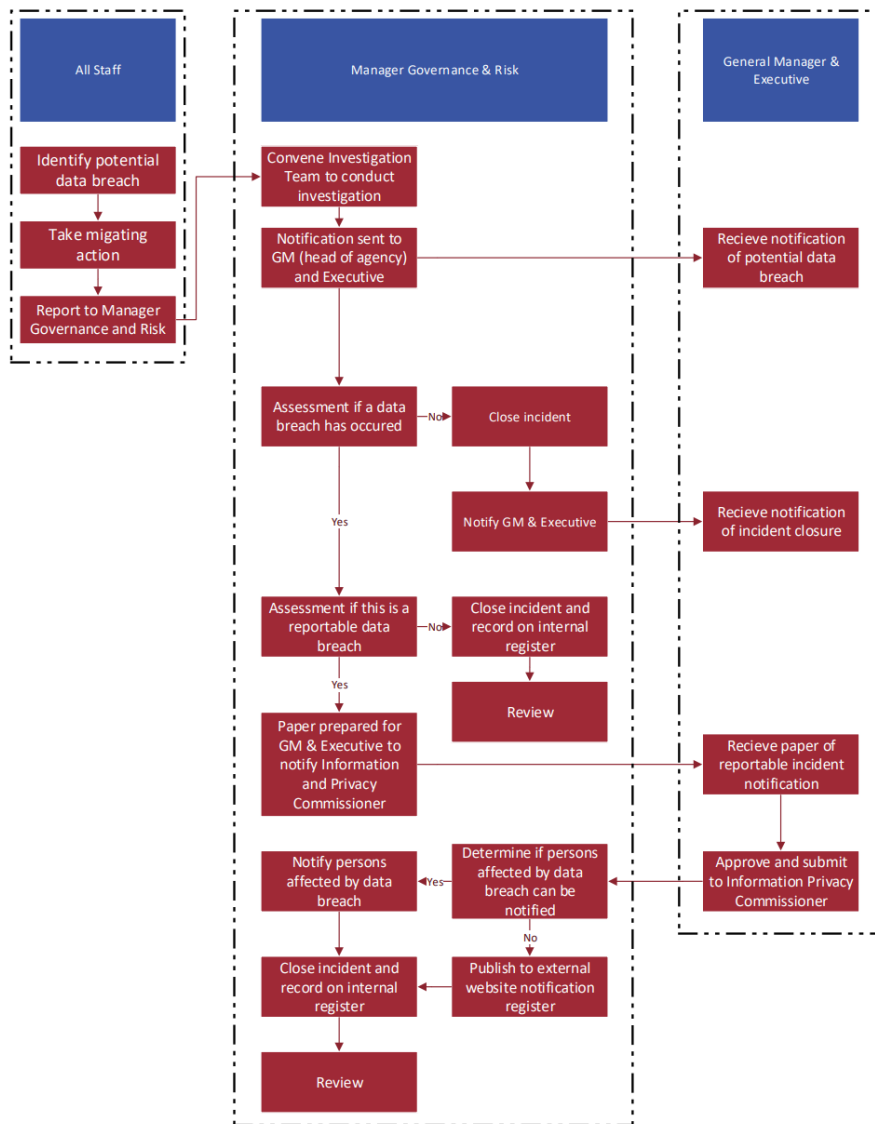 All Staff
Manager Governance & Risk
General Manager &
Executive
Identify potential
data breach
Take migating
action
Report to Manager
Governance and Risk
Convene Investigation
Team to conduct
investigation
Notification sent to
GM (head of agency)
and Executive
Recieve notification
of potential data
breach
Assessment if a data
breach has occured
No
Close incident
Yes
Notify GM & Executive
Recieve notification
of incident closure
Assessment if this is a
reportable data
breach
No
Close incident and
record on internal
register
Yes
Review
Paper prepared for
GM & Executive to
notify Information
and Privacy
Commissioner
Recieve paper of
reportable incident
notification
Approve and submit
to Information Privacy
Commissioner
Determine if persons
affected by data
breach can be
notified
Yes
Notify persons
affected by data
breach
No
Publish to external
website notification
register
Close incident and
record on internal
register
Review